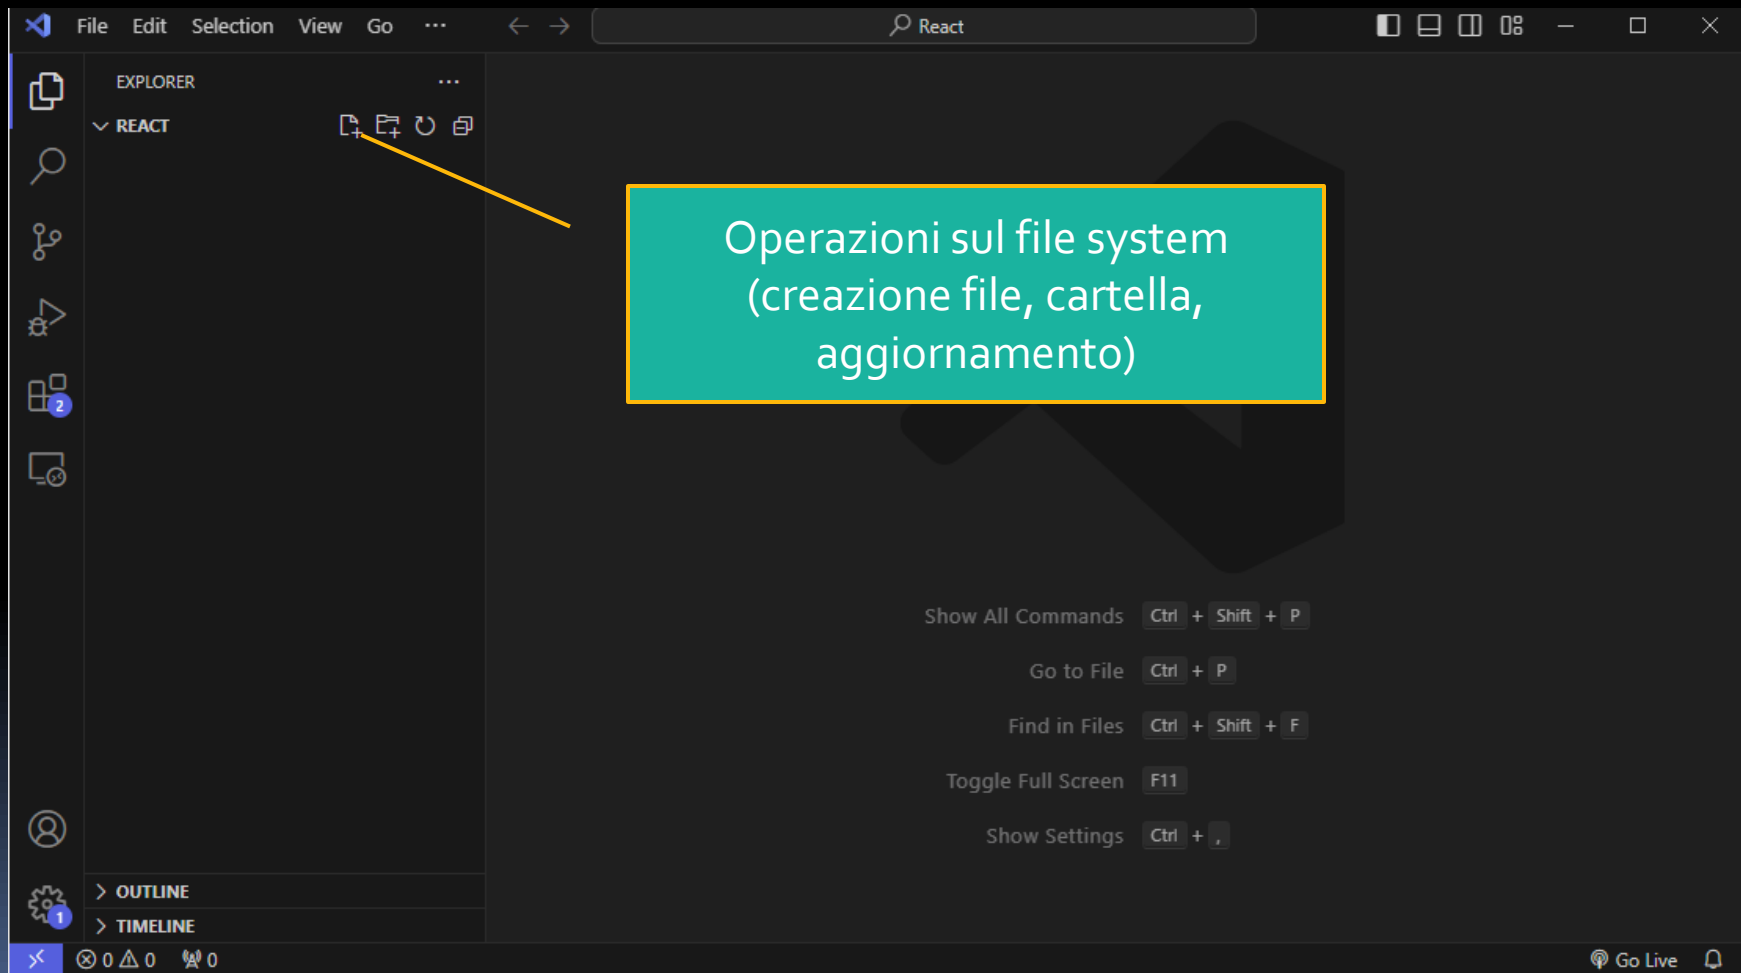 File Edit Selection View Go ···
React
EXPLORER ···
REACT
Operazioni sul file system
(creazione file, cartella,
aggiornamento)
2
Show All Commands Ctrl + Shift + P
Go to File Ctrl + P
Find in Files Ctrl + Shift + F
Toggle Full Screen F11
Show Settings Ctrl + ,
OUTLINE
1
TIMELINE
0 0 0
Go Live